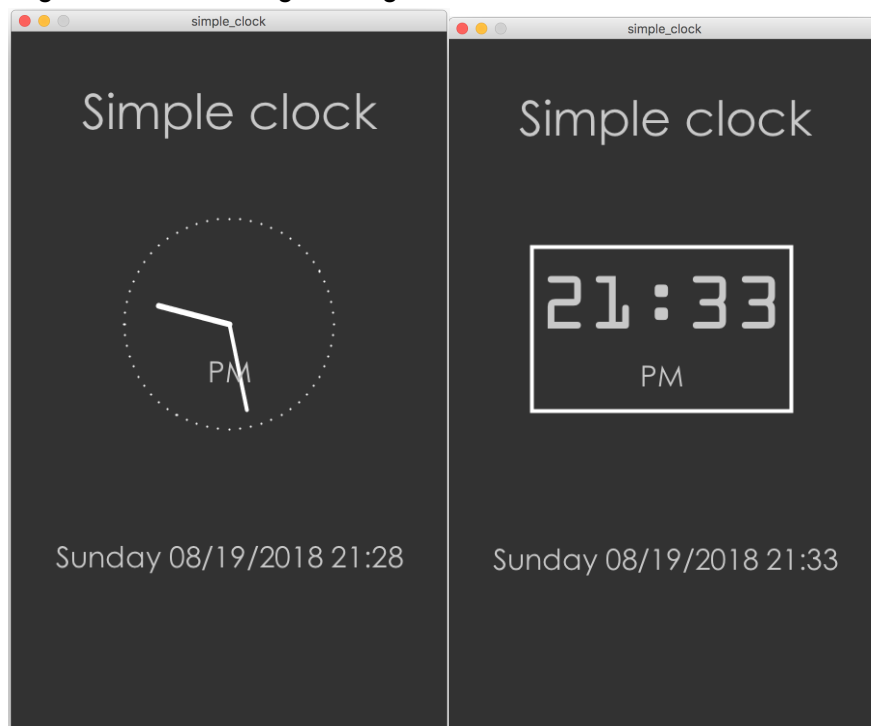 simple_clock
Simple clock
PM
Sunday 08/19/2018 21:28
simple_clock
Simple clock
21:33
PM
Sunday 08/19/2018 21:33